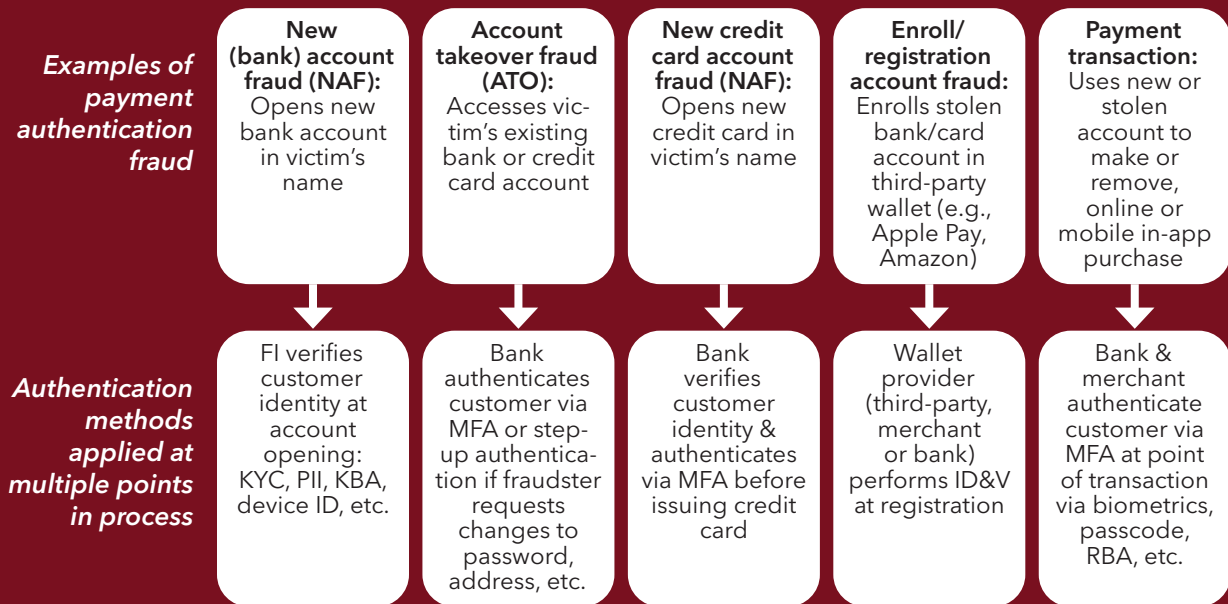 Examples of
payment
authentication
fraud
New
(bank) account
fraud (NAF):
Opens new
bank account
in victim's
name
Account
takeover fraud
(ATO):
Accesses vic-
tim's existing
bank or credit
card account
New credit
card account
fraud (NAF):
Opens new
credit card in
victim's name
Enroll/
registration
account fraud:
Enrolls stolen
bank/card
account in
third-party
wallet (e.g.,
Apple Pay,
Amazon)
Payment
transaction:
Uses new or
stolen
account to
make or
remove,
online or
mobile in-app
purchase
Authentication
methods
applied at
multiple points
in process
FI verifies
customer
identity at
account
opening:
KYC, PII, KBA,
device ID, etc.
Bank
authenticates
customer via
MFA or step-
up authentica-
tion if fraudster
requests
changes to
password,
address, etc.
Bank
verifies
customer
identity &
authenticates
via MFA before
issuing credit
card
Wallet
provider
(third-party,
merchant
or bank)
performs ID&V
at registration
Bank &
merchant
authenticate
customer via
MFA at point
of transaction
via biometrics,
passcode,
RBA, etc.